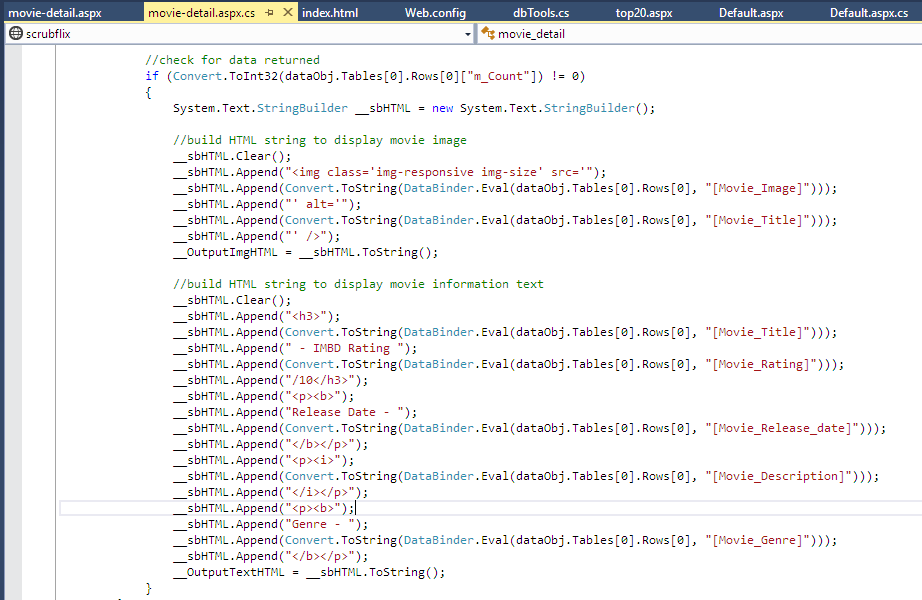 movie-detail.aspx movie-detail.aspx.cs index.html Web.config dbTools.cs top20.aspx Default.aspx Default.aspx.cs
scrubflix movie_detail
//check for data returned
if (Convert.ToInt32(dataObj.Tables[0].Rows[0]["m_Count"]) != 0)
{
System.Text.StringBuilder __sbHTML = new System.Text.StringBuilder();
//build HTML string to display movie image
__sbHTML.Clear();
__sbHTML.Append("<img class='img-responsive img-size' src='");
__sbHTML.Append(Convert.ToString(DataBinder.Eval(dataObj.Tables[0].Rows[0], "[Movie_Image]")));
__sbHTML.Append("' alt='");
__sbHTML.Append(Convert.ToString(DataBinder.Eval(dataObj.Tables[0].Rows[0], "[Movie_Title]")));
__sbHTML.Append("' />");
__OutputImgHTML = __sbHTML.ToString();
//build HTML string to display movie information text
__sbHTML.Clear();
__sbHTML.Append("<h3>");
__sbHTML.Append(Convert.ToString(DataBinder.Eval(dataObj.Tables[0].Rows[0], "[Movie_Title]")));
__sbHTML.Append(" - IMBD Rating ");
__sbHTML.Append(Convert.ToString(DataBinder.Eval(dataObj.Tables[0].Rows[0], "[Movie_Rating]")));
__sbHTML.Append("/10</h3>");
__sbHTML.Append("<p><b>");
__sbHTML.Append("Release Date - ");
__sbHTML.Append(Convert.ToString(DataBinder.Eval(dataObj.Tables[0].Rows[0], "[Movie_Release_date]")));
__sbHTML.Append("</b></p>");
__sbHTML.Append("<p><i>");
__sbHTML.Append(Convert.ToString(DataBinder.Eval(dataObj.Tables[0].Rows[0], "[Movie_Description]")));
__sbHTML.Append("</i></p>");
__sbHTML.Append("<p><b>");
__sbHTML.Append("Genre - ");
__sbHTML.Append(Convert.ToString(DataBinder.Eval(dataObj.Tables[0].Rows[0], "[Movie_Genre]")));
__sbHTML.Append("</b></p>");
__OutputTextHTML = __sbHTML.ToString();
}